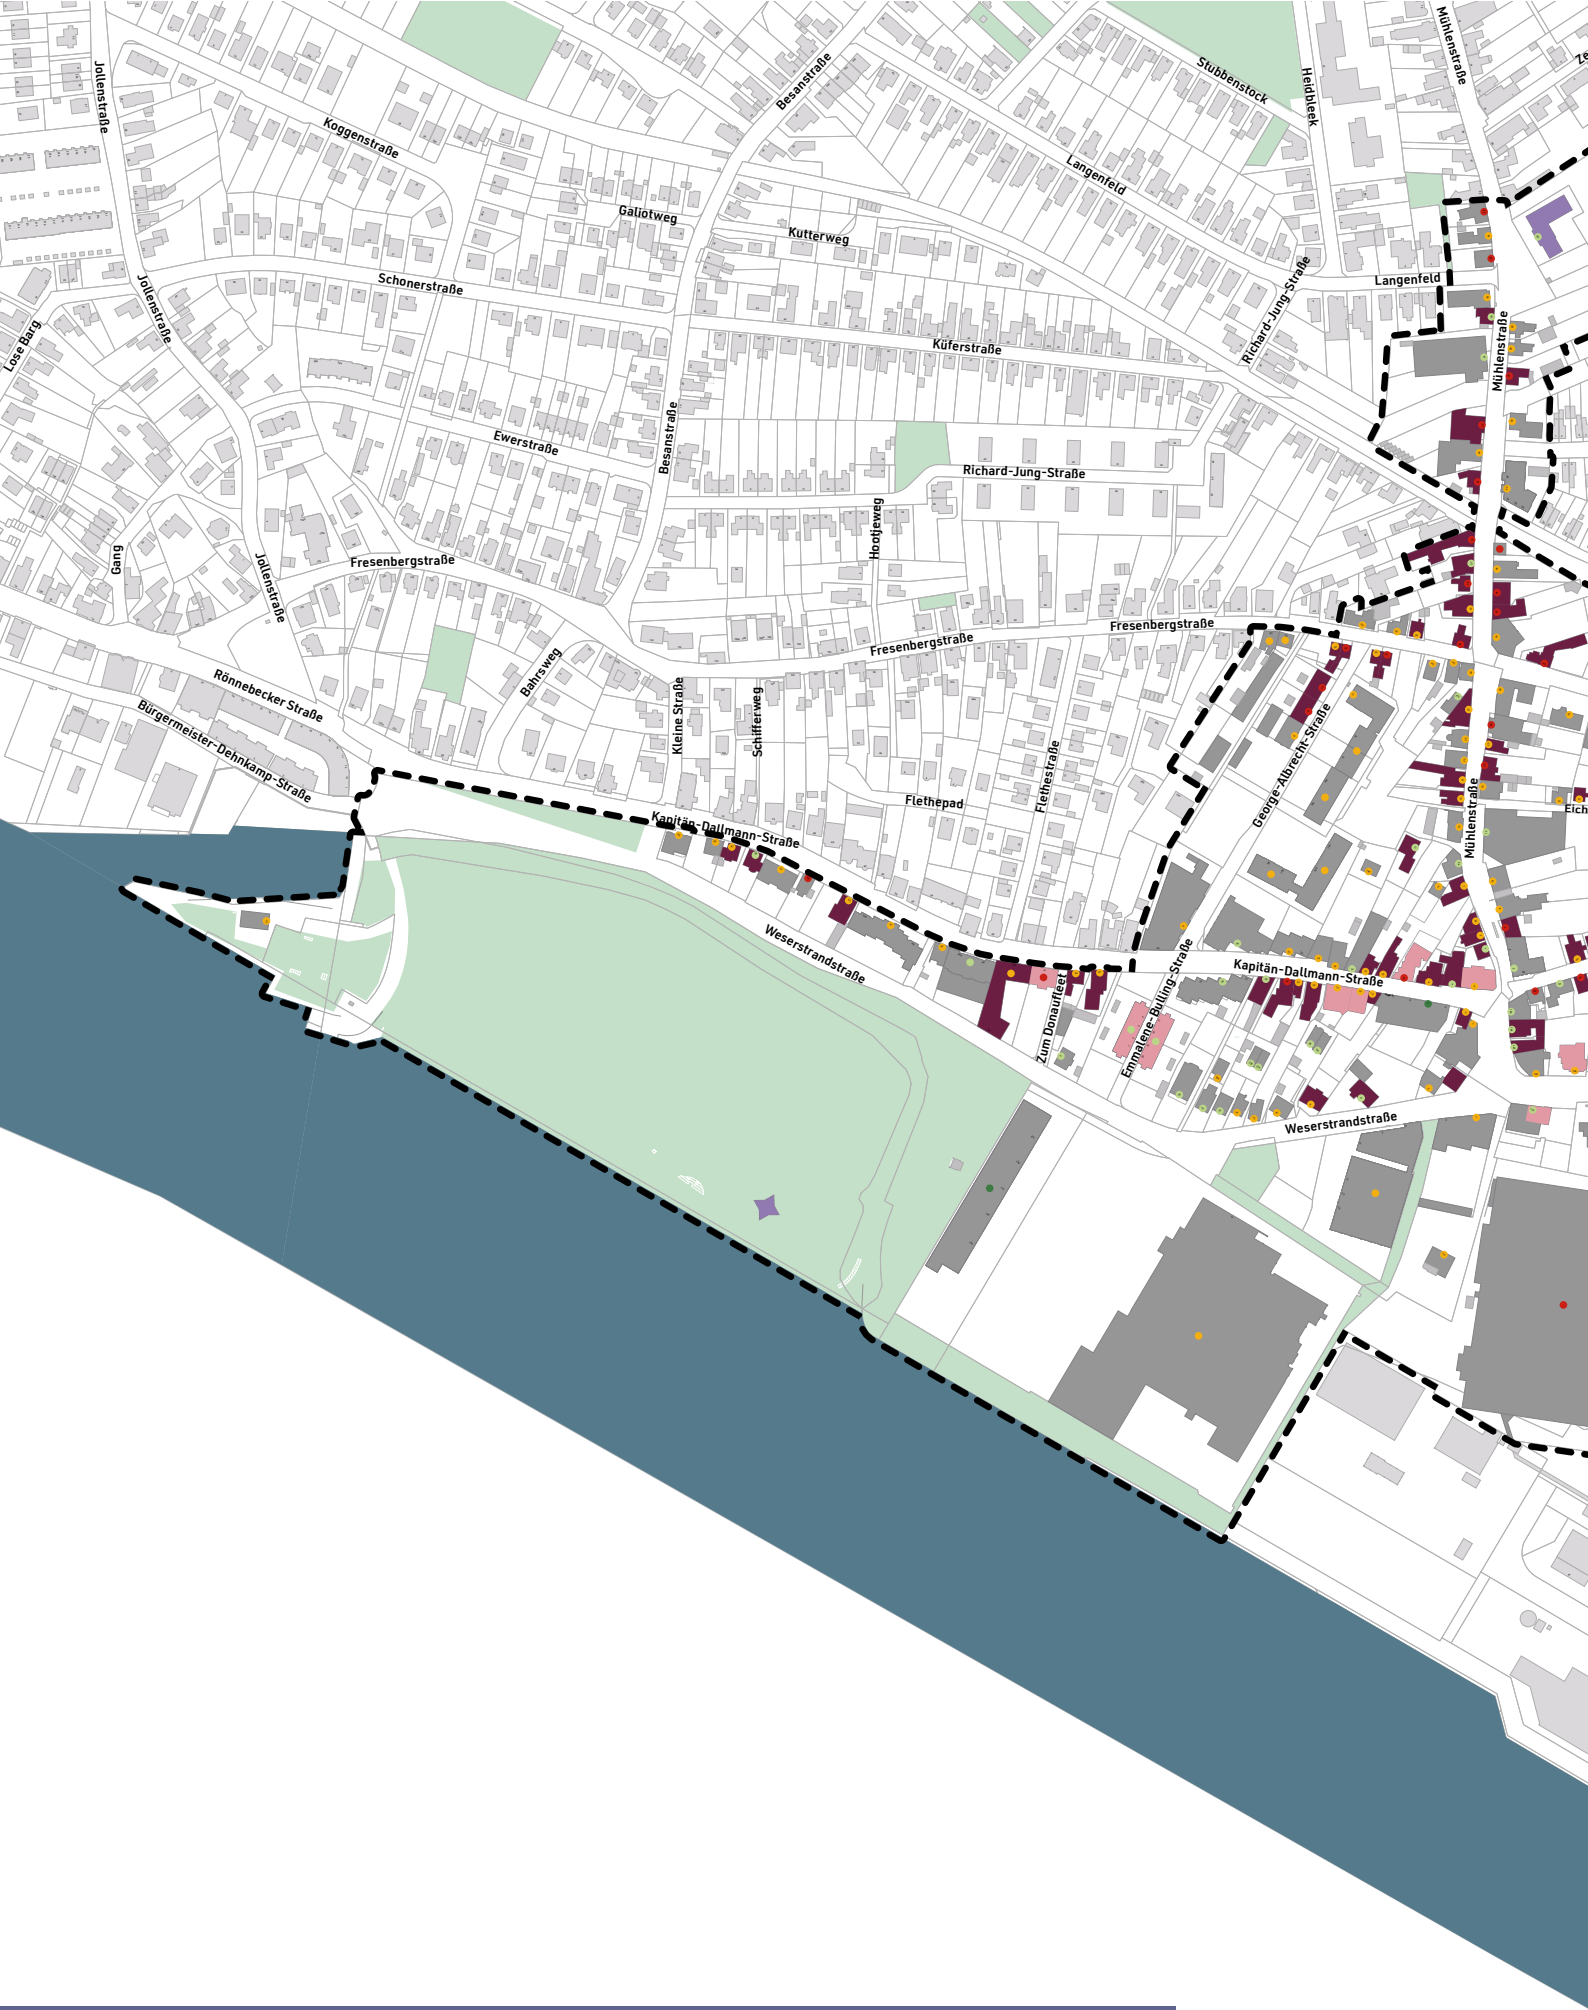 Mühlenstraße
Jollenstraße
Besanstraße
Stubbenstock
Heidbleek
Koggenstraße
Langenfeld
Galiotweg
Kutterweg
Schonerstraße
Jollenstraße
Richard-Jung-Straße
Langenfeld
Lose Barg
Küferstraße
Mühlenstraße
Besanstraße
Ewerstraße
Richard-Jung-Straße
Hootjeweg
Gang
Fresenbergstraße
Jollenstraße
Fresenbergstraße
Fresenbergstraße
Bahrsweg
Rönnebecker Straße
Kleine Straße
Schifferweg
Bürgermeister-Dehnkamp-Straße
Flethestraße
George-Albrecht-Straße
Flethepad
Mühlenstraße
Eich
Kapitän-Dallmann-Straße
Weserstrandstraße
Kapitän-Dallmann-Straße
Zum Donaufleet
Emmalene-Bulling-Straße
Weserstrandstraße